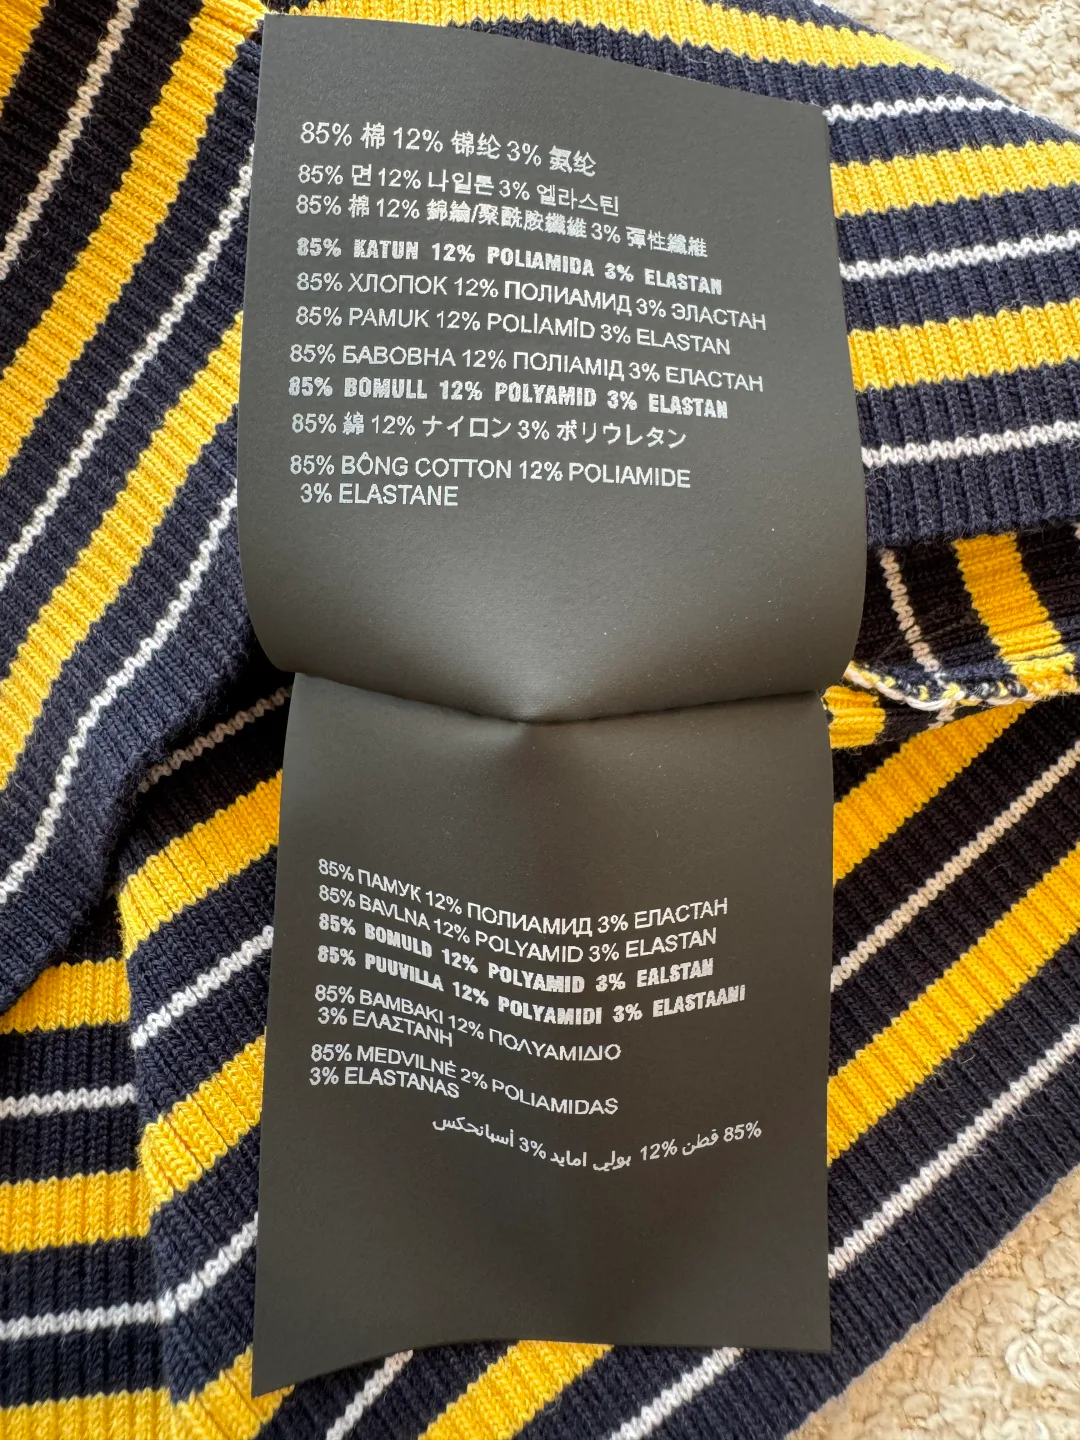 85% 棉 12% 锦纶 3% 氨纶
85% 면 12% 나일론 3% 엘라스틴
85% 棉 12% 錦綸/聚酰胺纖維 3% 彈性纖維
85% KATUN 12% POLIAMIDA 3% ELASTAN
85% ХЛОПОК 12% ПОЛИАМИД 3% ЭЛАСТАН
85% PAMUK 12% POLİAMİD 3% ELASTAN
85% БАВОВНА 12% ПОЛІАМІД 3% ЕЛАСТАН
85% BOMULL 12% POLYAMID 3% ELASTAN
85% 綿 12% ナイロン 3% ポリウレタン
85% BÔNG COTTON 12% POLIAMIDE
3% ELASTANE
85% ПАМУК 12% ПОЛИАМИД 3% ЕЛАСТАН
85% BAVLNA 12% POLYAMID 3% ELASTAN
85% BOMULD 12% POLYAMID 3% EALSTAN
85% PUUVILLA 12% POLYAMIDI 3% ELASTAANI
85% ΒΑΜΒΑΚΙ 12% ΠΟΛΥΑΜΙΔΙΟ
3% ΕΛΑΣΤΑΝΗ
85% MEDVILNĖ 2% POLIAMIDAS
3% ELASTANAS
85% قطن 12% بولي امايد 3% أسبانحكس